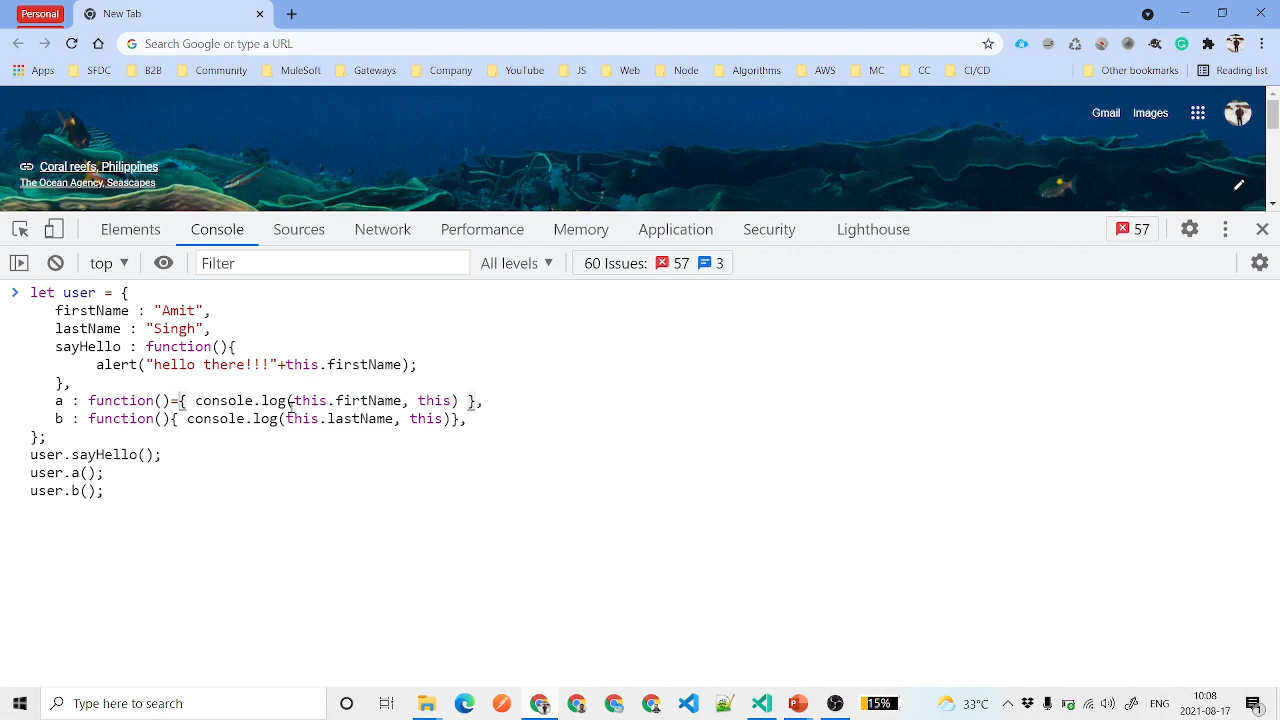 Personal
New Tab
Search Google or type a URL
Apps SFDC B2B Community MuleSoft Gateways Company YouTube JS Web Node Algorithms AWS MC CC CI/CD Other bookmarks Reading list
Gmail Images
Coral reefs, Philippines
The Ocean Agency, Seascapes
Elements Console Sources Network Performance Memory Application Security Lighthouse 57
top Filter All levels 60 Issues: 57 3
let user = {
firstName : "Amit",
lastName : "Singh",
sayHello : function(){
alert("hello there!!!"+this.firstName);
},
a : function()={ console.log(this.firtName, this) },
b : function(){ console.log(this.lastName, this)},
};
user.sayHello();
user.a();
user.b();
Type here to search
15%
33°C
ENG
10:08
2021-08-17